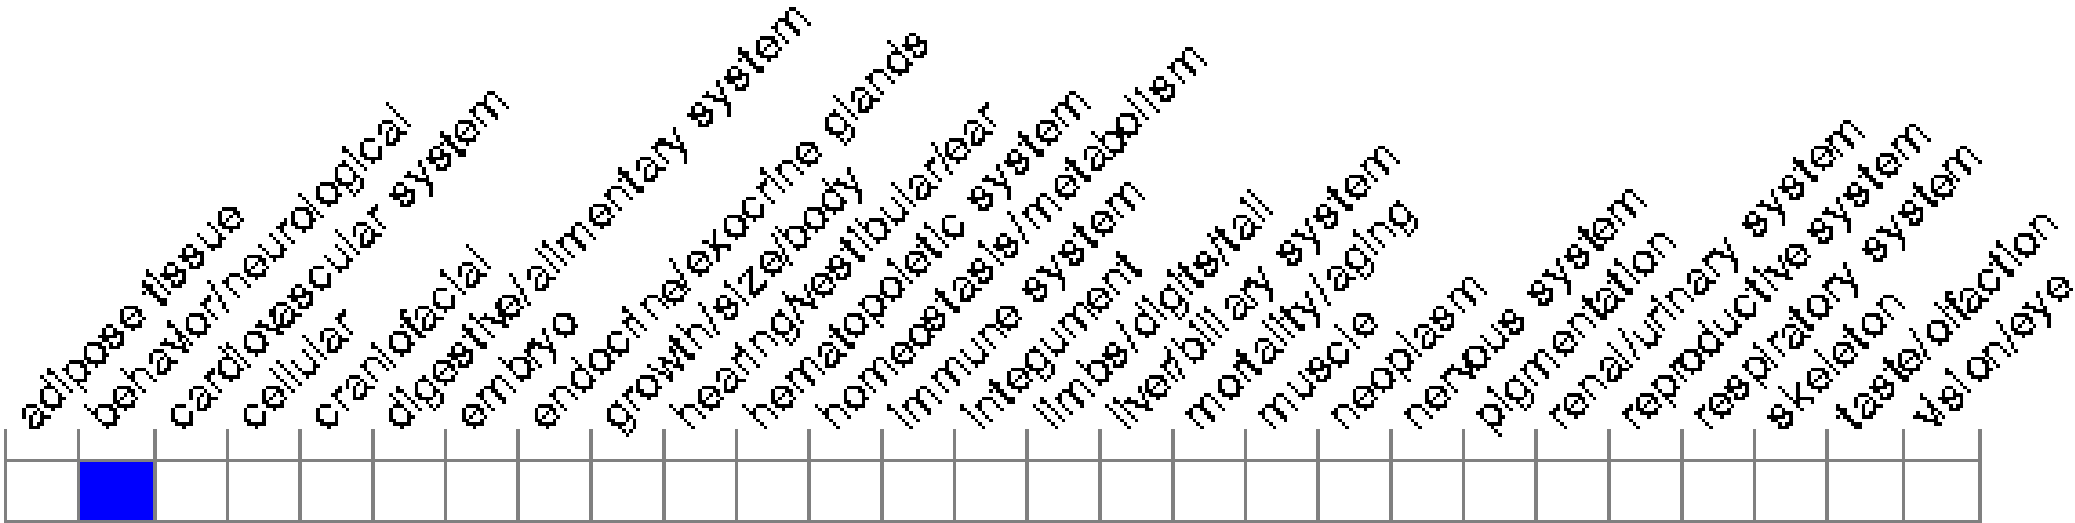 adipose tissue
behavior/neurological
cardiovascular system
cellular
craniofacial
digestive/alimentary system
embryo
endocrine/exocrine glands
growth/size/body
hearing/vestibular/ear
hematopoietic system
homeostasis/metabolism
immune system
integument
limbs/digits/tail
liver/biliary system
mortality/aging
muscle
neoplasm
nervous system
pigmentation
renal/urinary system
reproductive system
respiratory system
skeleton
taste/olfaction
vision/eye